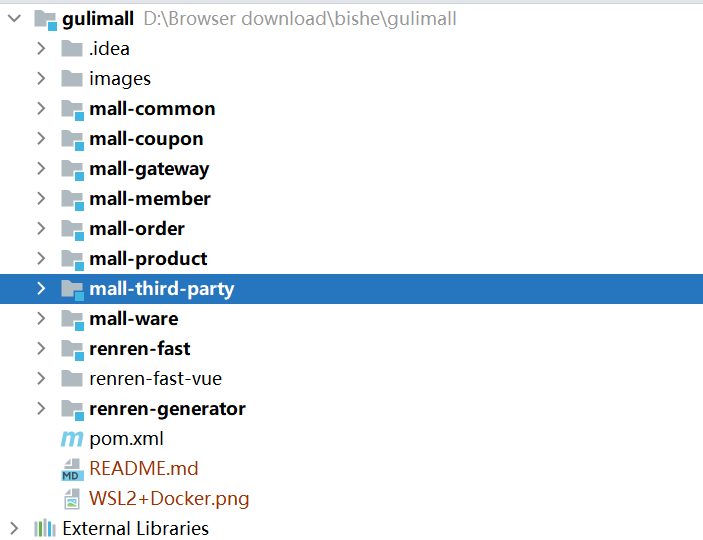 gulimall D:\Browser download\bishe\gulimall
.idea
images
mall-common
mall-coupon
mall-gateway
mall-member
mall-order
mall-product
mall-third-party
mall-ware
renren-fast
renren-fast-vue
renren-generator
m pom.xml
MD README.md
WSL2+Docker.png
External Libraries